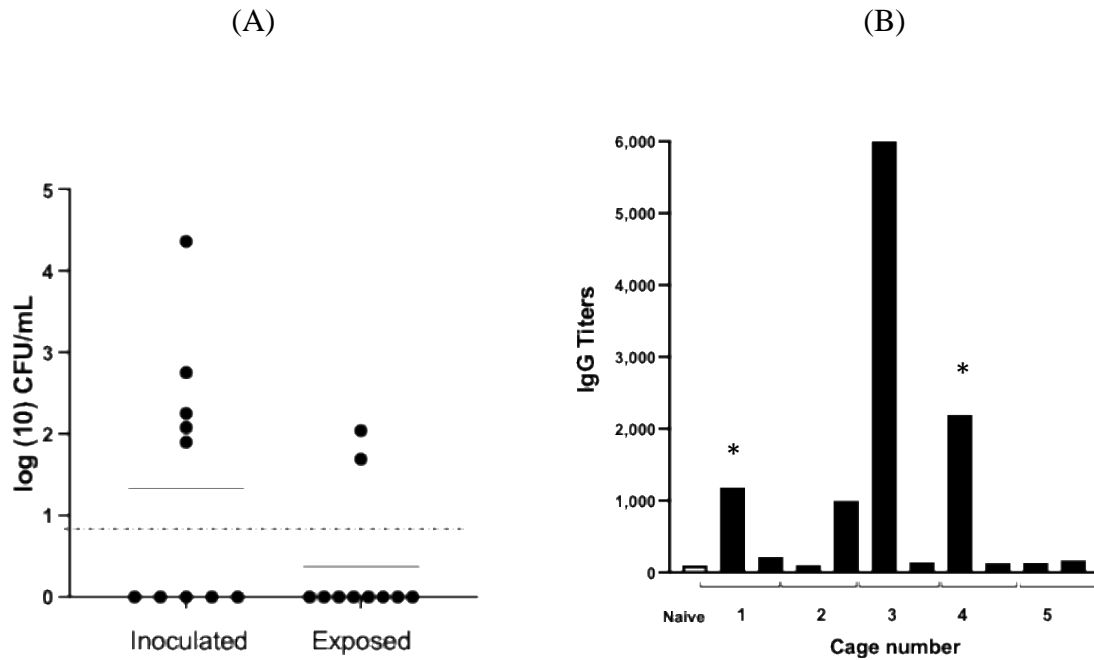 (A)
(B)
log (10) CFU/mL
5
4
3
2
1
0
Inoculated
Exposed
IgG Titers
6,000
5,000
4,000
3,000
2,000
1,000
0
*
*
Naive
1
2
3
4
5
Cage number